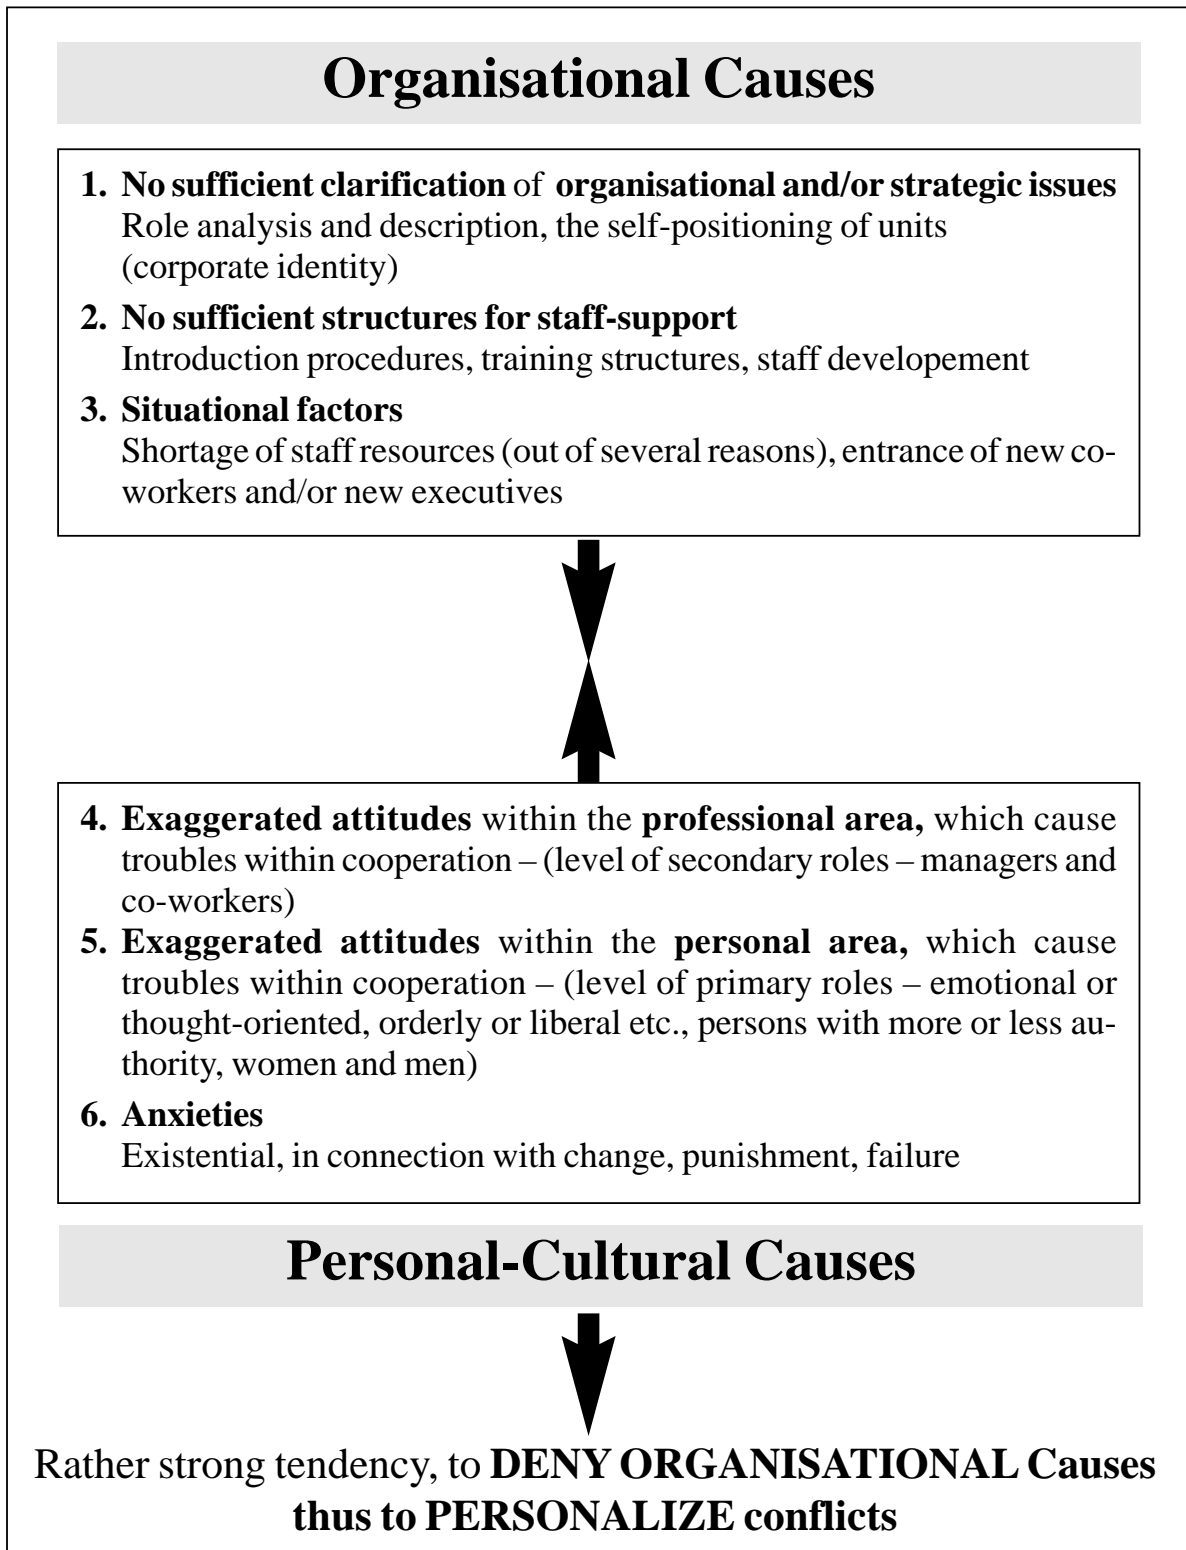 Organisational Causes
1. No sufficient clarification of organisational and/or strategic issues
Role analysis and description, the self-positioning of units
(corporate identity)
2. No sufficient structures for staff-support
Introduction procedures, training structures, staff developement
3. Situational factors
Shortage of staff resources (out of several reasons), entrance of new co-
workers and/or new executives
4. Exaggerated attitudes within the professional area, which cause
troubles within cooperation – (level of secondary roles – managers and
co-workers)
5. Exaggerated attitudes within the personal area, which cause
troubles within cooperation – (level of primary roles – emotional or
thought-oriented, orderly or liberal etc., persons with more or less au-
thority, women and men)
6. Anxieties
Existential, in connection with change, punishment, failure
Personal-Cultural Causes
Rather strong tendency, to DENY ORGANISATIONAL Causes
thus to PERSONALIZE conflicts